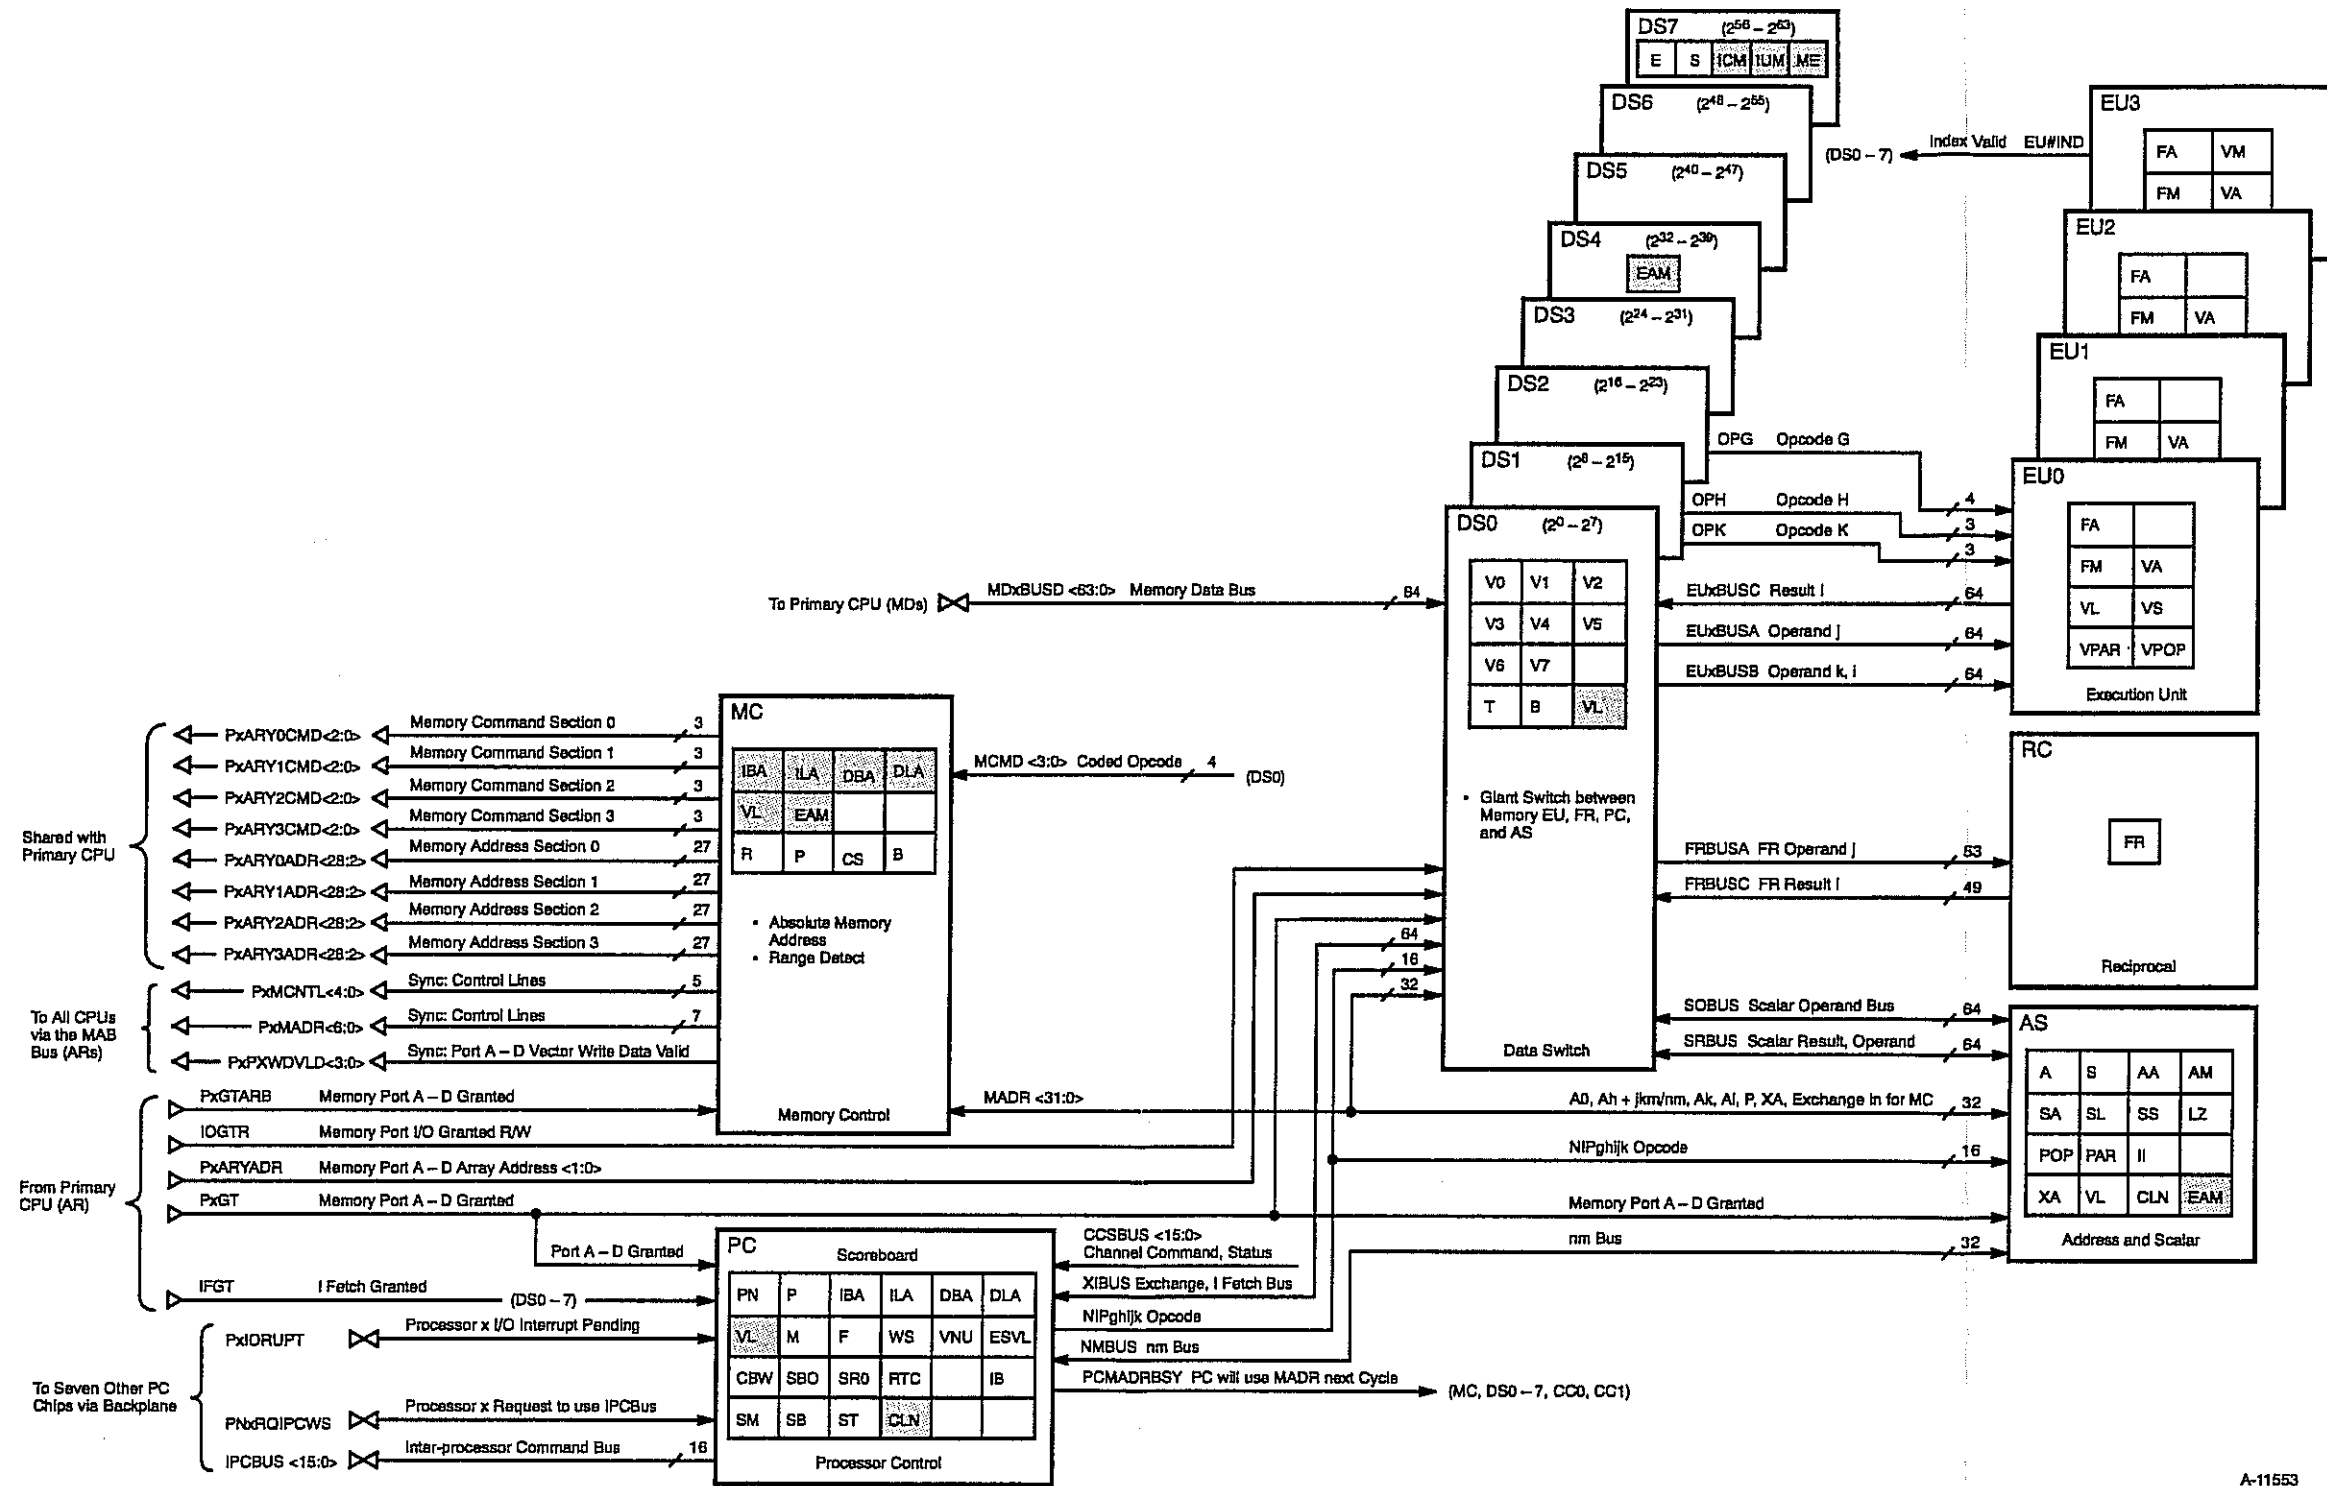 DS7 (2^56 – 2^63)
E S ICM IUM ME
DS6 (2^48 – 2^55)
DS5 (2^40 – 2^47)
DS4 (2^32 – 2^39)
EAM
DS3 (2^24 – 2^31)
DS2 (2^16 – 2^23)
DS1 (2^8 – 2^15)
DS0 (2^0 – 2^7)
V0 V1 V2
V3 V4 V5
V6 V7
T B VL
• Giant Switch between
Memory EU, FR, PC,
and AS
Data Switch
EU3
FA VM
FM VA
(DS0 – 7) Index Valid EU#IND
EU2
FA
FM VA
EU1
FA
FM VA
EU0
FA
FM VA
VL VS
VPAR VPOP
Execution Unit
OPG Opcode G 4
OPH Opcode H 3
OPK Opcode K 3
EUxBUSC Result i 64
EUxBUSA Operand j 64
EUxBUSB Operand k, i 64
To Primary CPU (MDs) MDxBUSD <63:0> Memory Data Bus 64
RC
FR
Reciprocal
FRBUSA FR Operand j 53
FRBUSC FR Result i 49
SOBUS Scalar Operand Bus 64
SRBUS Scalar Result, Operand 64
AS
A S AA AM
SA SL SS LZ
POP PAR II
XA VL CLN EAM
Address and Scalar
MC
IBA ILA DBA DLA
VL EAM
R P CS B
• Absolute Memory
Address
• Range Detect
Memory Control
MCMD <3:0> Coded Opcode 4 (DS0)
Shared with
Primary CPU
PxARY0CMD<2:0> Memory Command Section 0 3
PxARY1CMD<2:0> Memory Command Section 1 3
PxARY2CMD<2:0> Memory Command Section 2 3
PxARY3CMD<2:0> Memory Command Section 3 3
PxARY0ADR<28:2> Memory Address Section 0 27
PxARY1ADR<28:2> Memory Address Section 1 27
PxARY2ADR<28:2> Memory Address Section 2 27
PxARY3ADR<28:2> Memory Address Section 3 27
To All CPUs
via the MAB
Bus (ARs)
PxMCNTL<4:0> Sync: Control Lines 5
PxMADR<6:0> Sync: Control Lines 7
PxPXWDVLD<3:0> Sync: Port A – D Vector Write Data Valid
64
16
32
From Primary
CPU (AR)
PxGTARB Memory Port A – D Granted
IOGTR Memory Port I/O Granted R/W
PxARYADR Memory Port A – D Array Address <1:0>
PxGT Memory Port A – D Granted
Port A – D Granted
IFGT I Fetch Granted (DS0 – 7)
MADR <31:0> A0, Ah + jkm/nm, Ak, Ai, P, XA, Exchange in for MC 32
NIPghijk Opcode 16
Memory Port A – D Granted
nm Bus 32
PC
Scoreboard
PN P IBA ILA DBA DLA
VL M F WS VNU ESVL
CBW SBO SR0 RTC IB
SM SB ST CLN
Processor Control
CCSBUS <15:0>
Channel Command, Status
XIBUS Exchange, I Fetch Bus
NIPghijk Opcode
NMBUS nm Bus
PCMADRBSY PC will use MADR next Cycle (MC, DS0 – 7, CC0, CC1)
To Seven Other PC
Chips via Backplane
PxIORUPT Processor x I/O Interrupt Pending
PNxRQIPCWS Processor x Request to use IPCBus
IPCBUS <15:0> Inter-processor Command Bus 16
A-11553